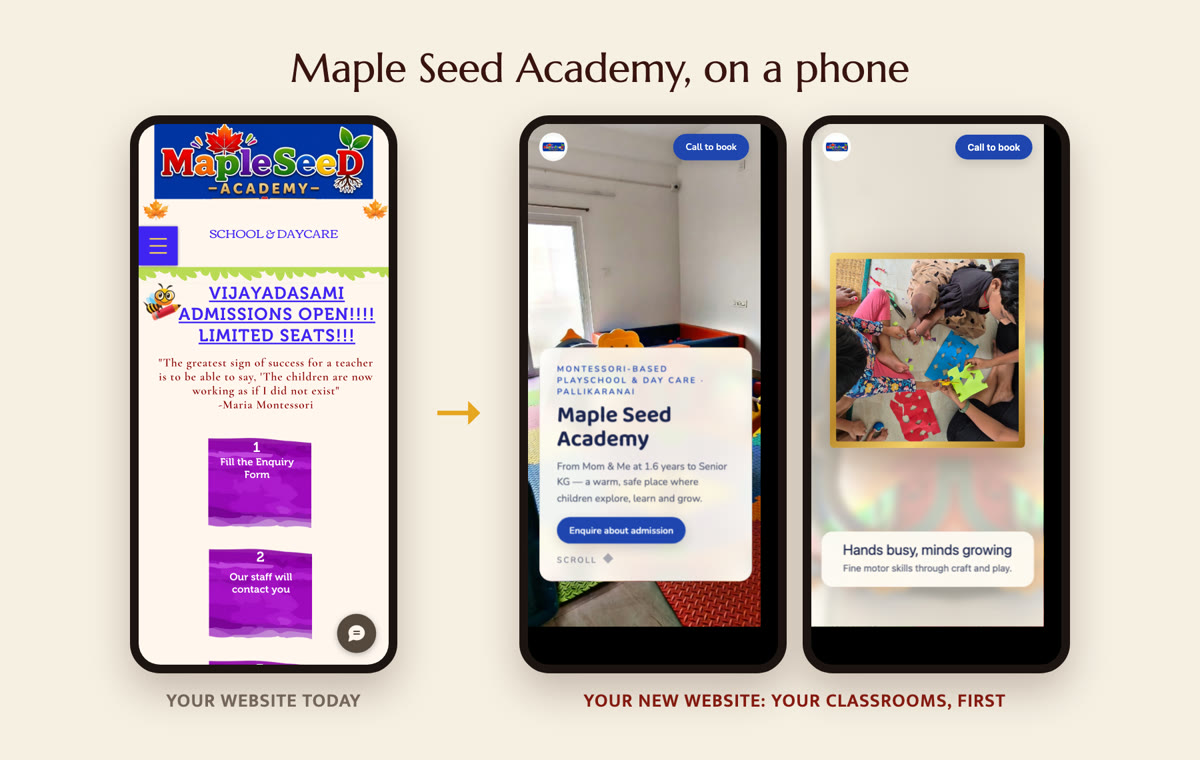 Maple Seed Academy, on a phone
MapleSeeD
ACADEMY
SCHOOL & DAYCARE
VIJAYADASAMI
ADMISSIONS OPEN!!!!
LIMITED SEATS!!!
"The greatest sign of success for a teacher
is to be able to say, 'The children are now
working as if I did not exist"
-Maria Montessori
1
Fill the Enquiry
Form
2
Our staff will
contact you
YOUR WEBSITE TODAY
Call to book
MONTESSORI-BASED
PLAYSCHOOL & DAY CARE ·
PALLIKARANAI
Maple Seed
Academy
From Mom & Me at 1.6 years to Senior
KG — a warm, safe place where
children explore, learn and grow.
Enquire about admission
SCROLL
Call to book
Hands busy, minds growing
Fine motor skills through craft and play.
YOUR NEW WEBSITE: YOUR CLASSROOMS, FIRST